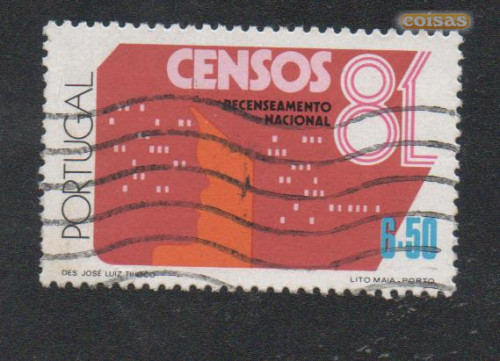 coisas
CENSOS 81
RECENSEAMENTO
NACIONAL
PORTUGAL
6.50
DES. JOSÉ LUIZ TINOCO
LITO MAIA - PORTO